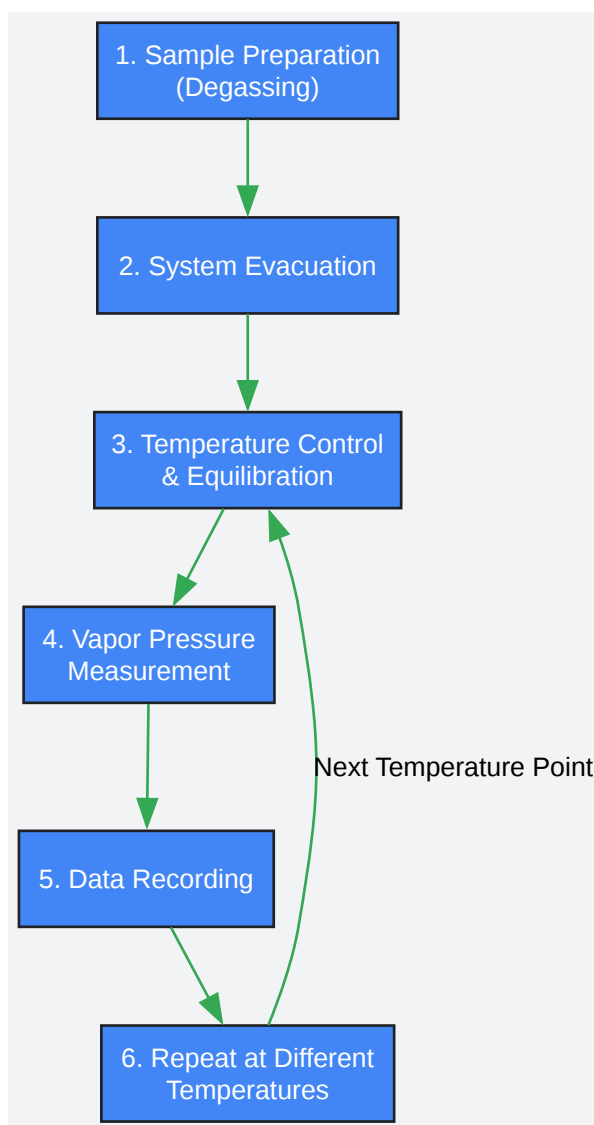 1. Sample Preparation
(Degassing)
2. System Evacuation
3. Temperature Control
& Equilibration
4. Vapor Pressure
Measurement
Next Temperature Point
5. Data Recording
6. Repeat at Different
Temperatures